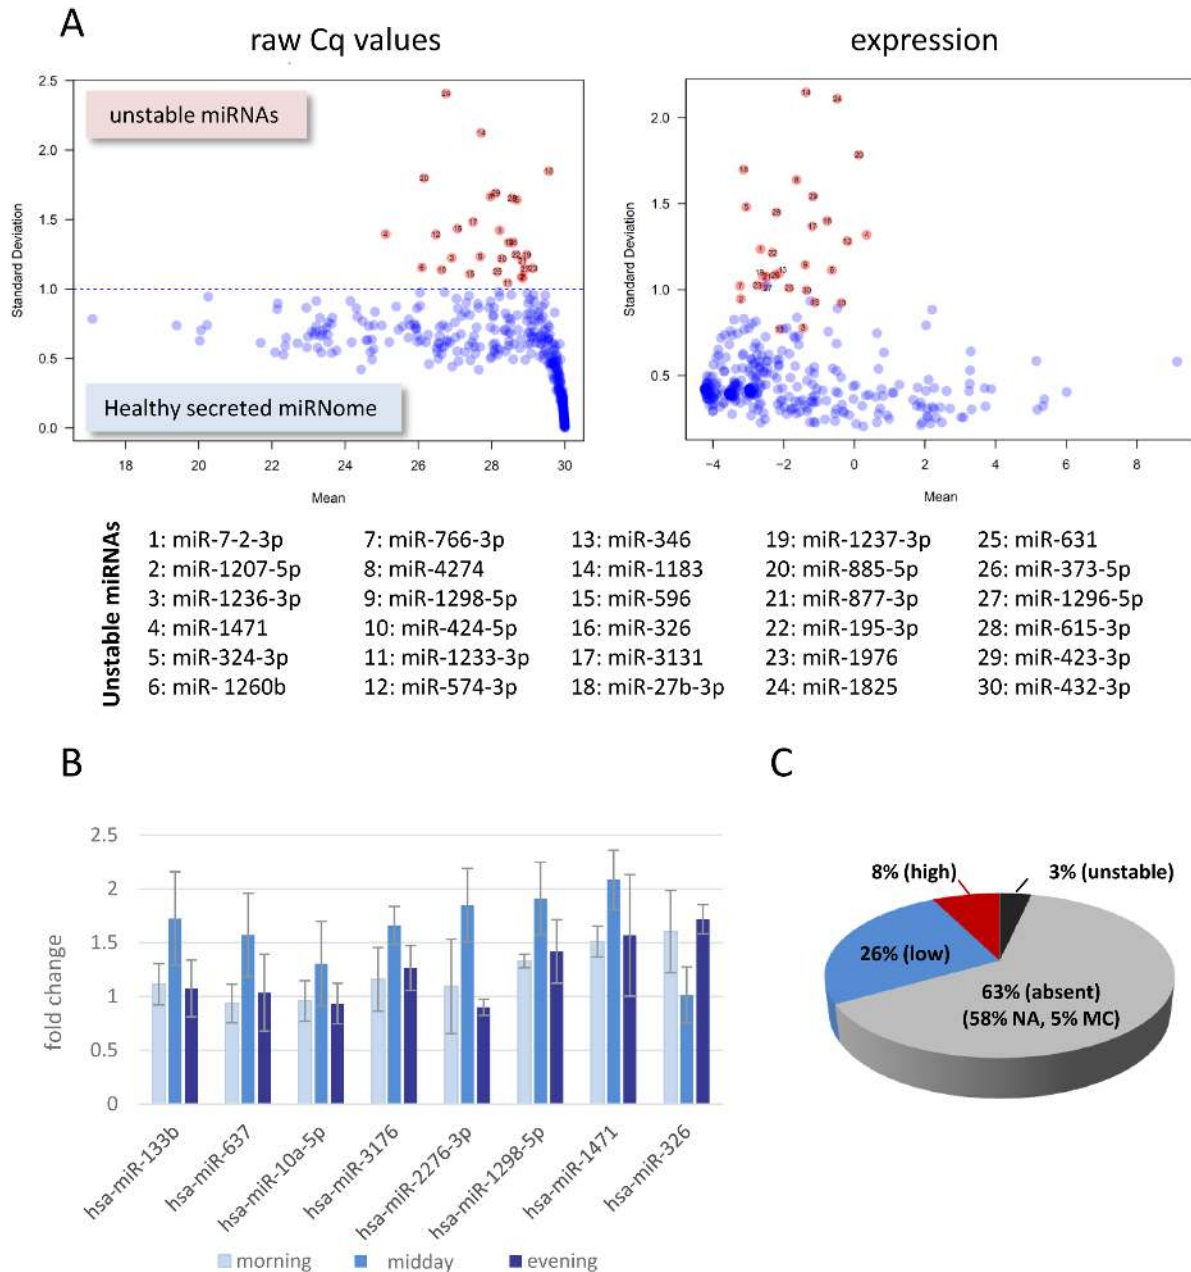 A
raw Cq values
expression
unstable miRNAs
Healthy secreted miRNome
Standard Deviation
2.5
2.0
1.5
1.0
0.5
0.0
18 20 22 24 26 28 30
Mean
Standard Deviation
2.0
1.5
1.0
0.5
−4 −2 0 2 4 6 8
Mean
Unstable miRNAs
1: miR-7-2-3p
2: miR-1207-5p
3: miR-1236-3p
4: miR-1471
5: miR-324-3p
6: miR- 1260b
7: miR-766-3p
8: miR-4274
9: miR-1298-5p
10: miR-424-5p
11: miR-1233-3p
12: miR-574-3p
13: miR-346
14: miR-1183
15: miR-596
16: miR-326
17: miR-3131
18: miR-27b-3p
19: miR-1237-3p
20: miR-885-5p
21: miR-877-3p
22: miR-195-3p
23: miR-1976
24: miR-1825
25: miR-631
26: miR-373-5p
27: miR-1296-5p
28: miR-615-3p
29: miR-423-3p
30: miR-432-3p
B
fold change
2.5
2
1.5
1
0.5
0
hsa-miR-133b
hsa-miR-637
hsa-miR-10a-5p
hsa-miR-3176
hsa-miR-2276-3p
hsa-miR-1298-5p
hsa-miR-1471
hsa-miR-326
morning midday evening
C
8% (high)
3% (unstable)
26% (low)
63% (absent)
(58% NA, 5% MC)